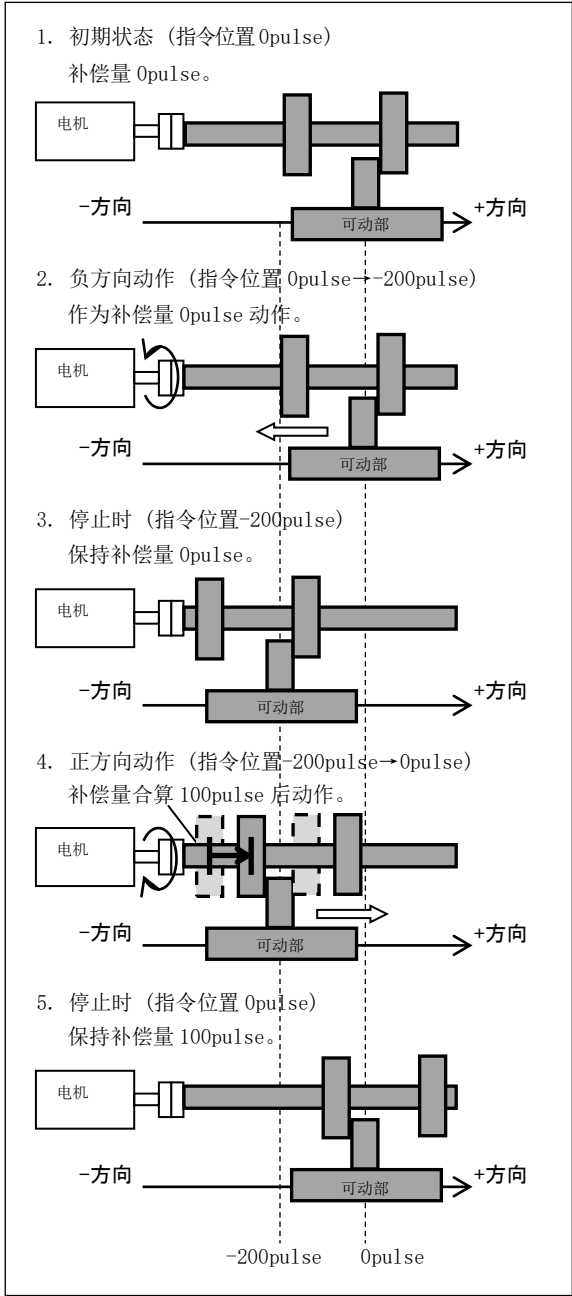 1. 初期状态 (指令位置 0pulse)
补偿量 0pulse。
电机
-方向
+方向
可动部
2. 负方向动作 (指令位置 0pulse→-200pulse)
作为补偿量 0pulse 动作。
电机
-方向
+方向
可动部
3. 停止时 (指令位置-200pulse)
保持补偿量 0pulse。
电机
-方向
+方向
可动部
4. 正方向动作 (指令位置-200pulse→0pulse)
补偿量合算 100pulse 后动作。
电机
-方向
+方向
可动部
5. 停止时 (指令位置 0pulse)
保持补偿量 100pulse。
电机
-方向
+方向
可动部
-200pulse 0pulse